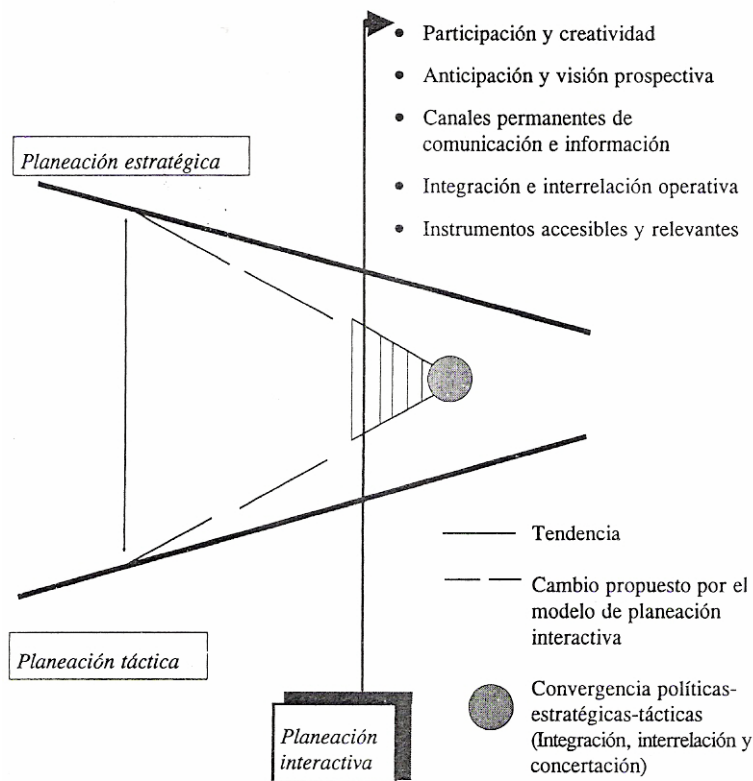 • Participación y creatividad
• Anticipación y visión prospectiva
• Canales permanentes de
comunicación e información
• Integración e interrelación operativa
• Instrumentos accesibles y relevantes
Planeación estratégica
Planeación táctica
Tendencia
Cambio propuesto por el
modelo de planeación
interactiva
Convergencia políticas-
estratégicas-tácticas
(Integración, interrelación y
concertación)
Planeación
interactiva